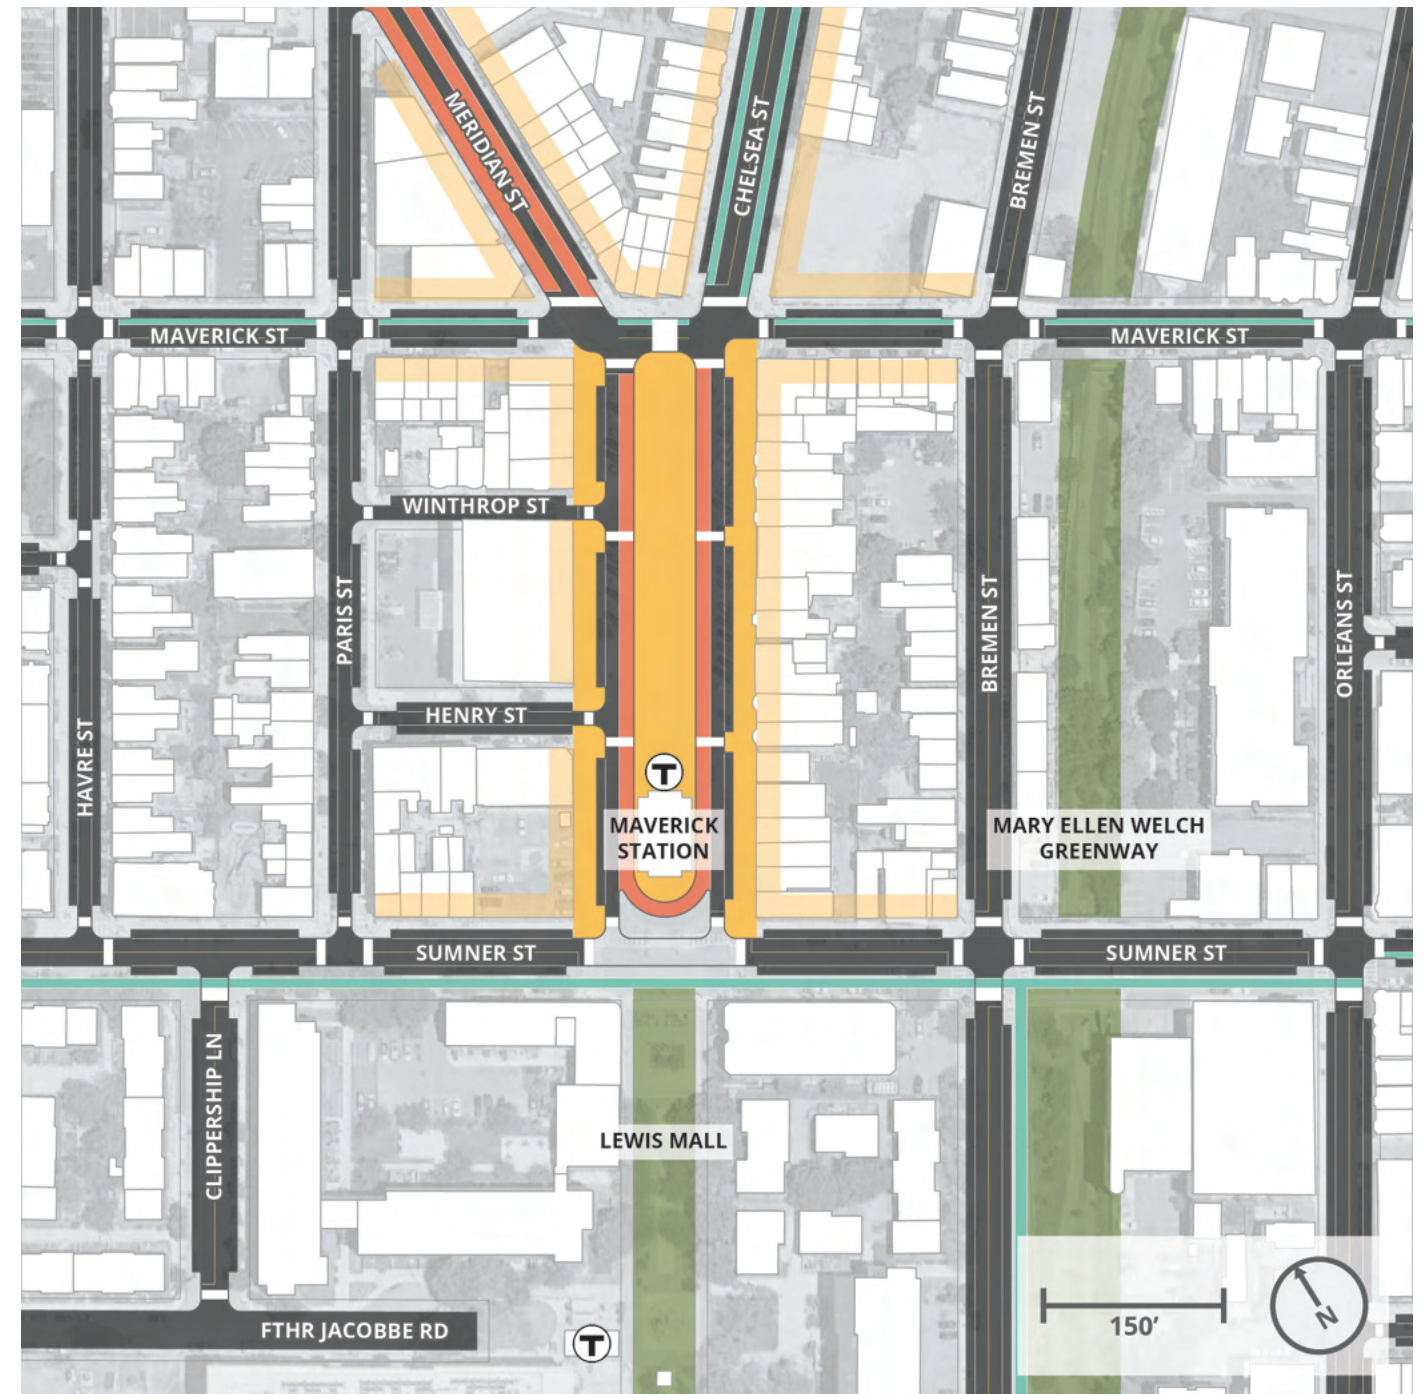 MERIDIAN ST
CHELSEA ST
BREMEN ST
MAVERICK ST
MAVERICK ST
WINTHROP ST
PARIS ST
HENRY ST
HAVRE ST
BREMEN ST
ORLEANS ST
T
MAVERICK
STATION
MARY ELLEN WELCH
GREENWAY
SUMNER ST
SUMNER ST
CLIPPERSHIP LN
LEWIS MALL
FTHR JACOBBE RD
T
150’
N